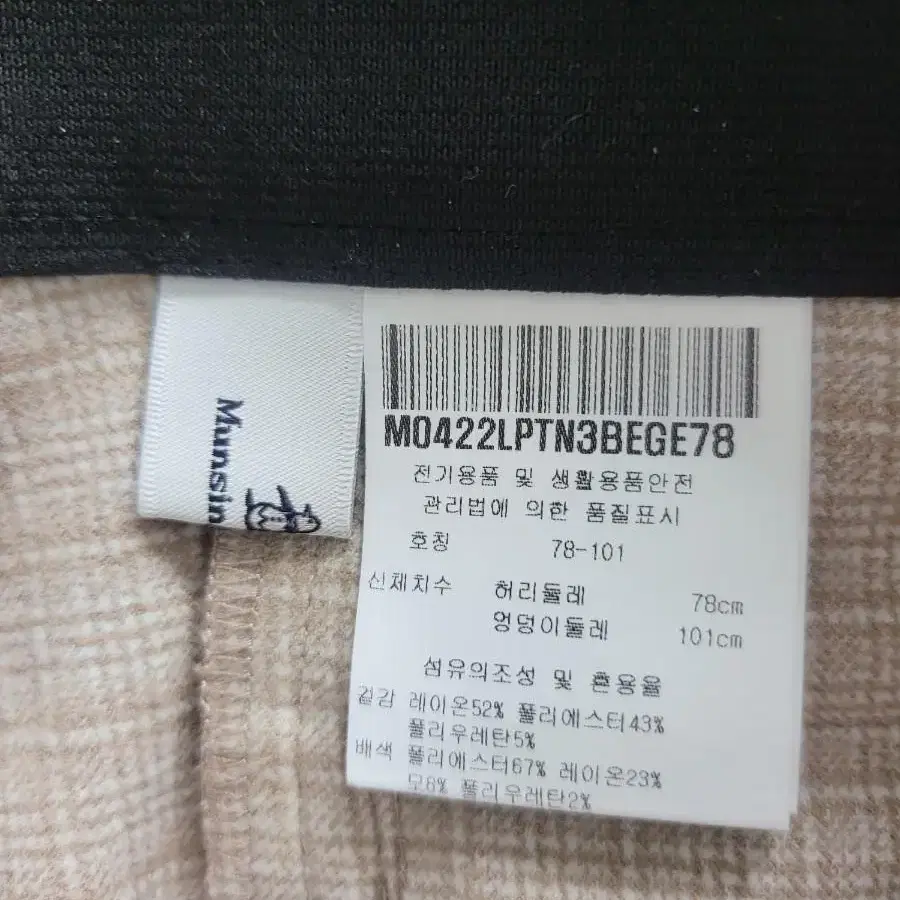 Munsin
M0422LPTN3BEGE78
전기용품 및 생활용품안전
관리법에 의한 품질표시
호칭 78-101
신체치수 허리둘레 78cm
엉덩이둘레 101cm
섬유의조성 및 혼용율
겉감 레이온52% 폴리에스터43%
폴리우레탄5%
배색 폴리에스터67% 레이온23%
모8% 폴리우레탄2%